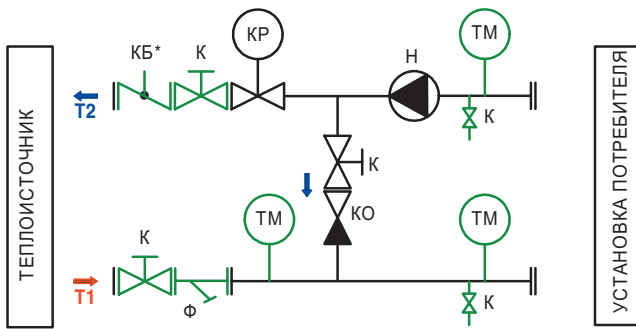 ТЕПЛОИСТОЧНИК
КБ*
К
КР
Н
ТМ
Т2
К
К
КО
ТМ
ТМ
К
Т1
Ф
К
УСТАНОВКА ПОТРЕБИТЕЛЯ